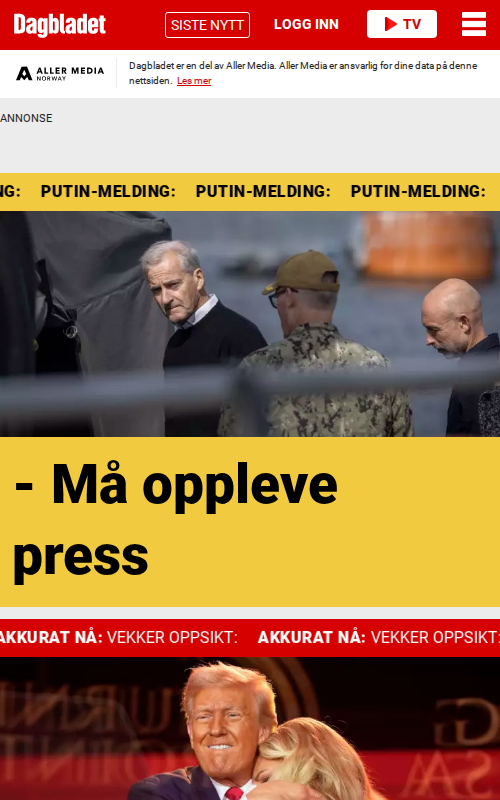 Dagbladet
SISTE NYTT
LOGG INN
TV
ALLER MEDIA
NORWAY
Dagbladet er en del av Aller Media. Aller Media er ansvarlig for dine data på denne
nettsiden. Les mer
ANNONSE
NG: PUTIN-MELDING: PUTIN-MELDING: PUTIN-MELDING:
- Må oppleve
press
AKKURAT NÅ: VEKKER OPPSIKT: AKKURAT NÅ: VEKKER OPPSIKT: